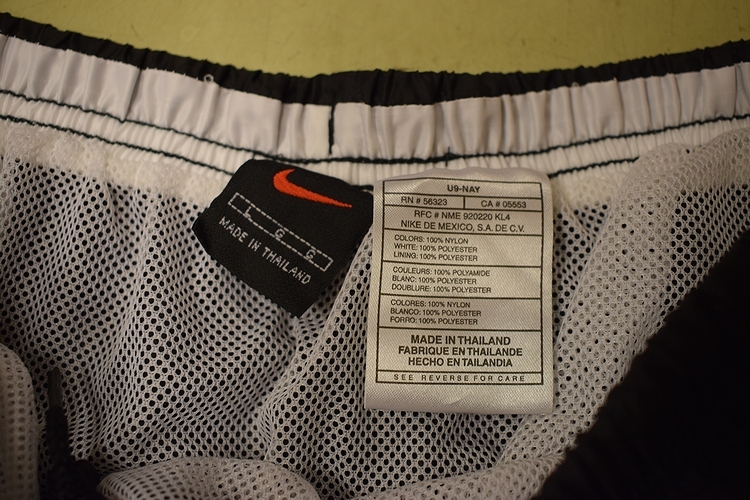 L G G
MADE IN THAILAND
U9-NAY
RN # 56323 CA # 05553
RFC # NME 920220 KL4
NIKE DE MEXICO, S.A. DE C.V.
COLORS: 100% NYLON
WHITE: 100% POLYESTER
LINING: 100% POLYESTER
COULEURS: 100% POLYAMIDE
BLANC: 100% POLYESTER
DOUBLURE: 100% POLYESTER
COLORES: 100% NYLON
BLANCO: 100% POLYESTER
FORRO: 100% POLYESTER
MADE IN THAILAND
FABRIQUE EN THAILANDE
HECHO EN TAILANDIA
SEE REVERSE FOR CARE